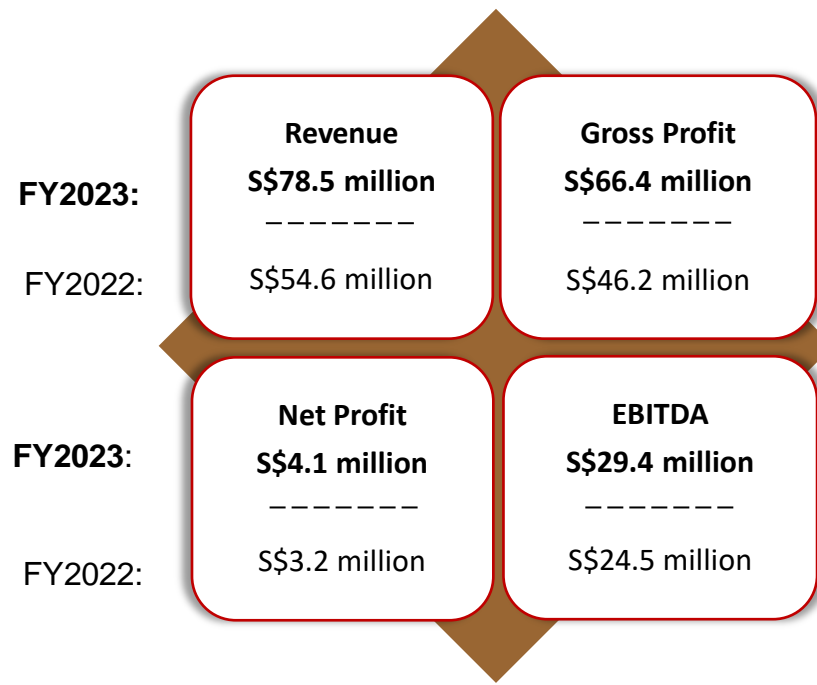 Revenue
Gross Profit
FY2023:
S$78.5 million
S$66.4 million
_ _ _ _ _ _ _
_ _ _ _ _ _ _
FY2022:
S$54.6 million
S$46.2 million
Net Profit
EBITDA
FY2023:
S$4.1 million
S$29.4 million
_ _ _ _ _ _ _
_ _ _ _ _ _ _
FY2022:
S$3.2 million
S$24.5 million